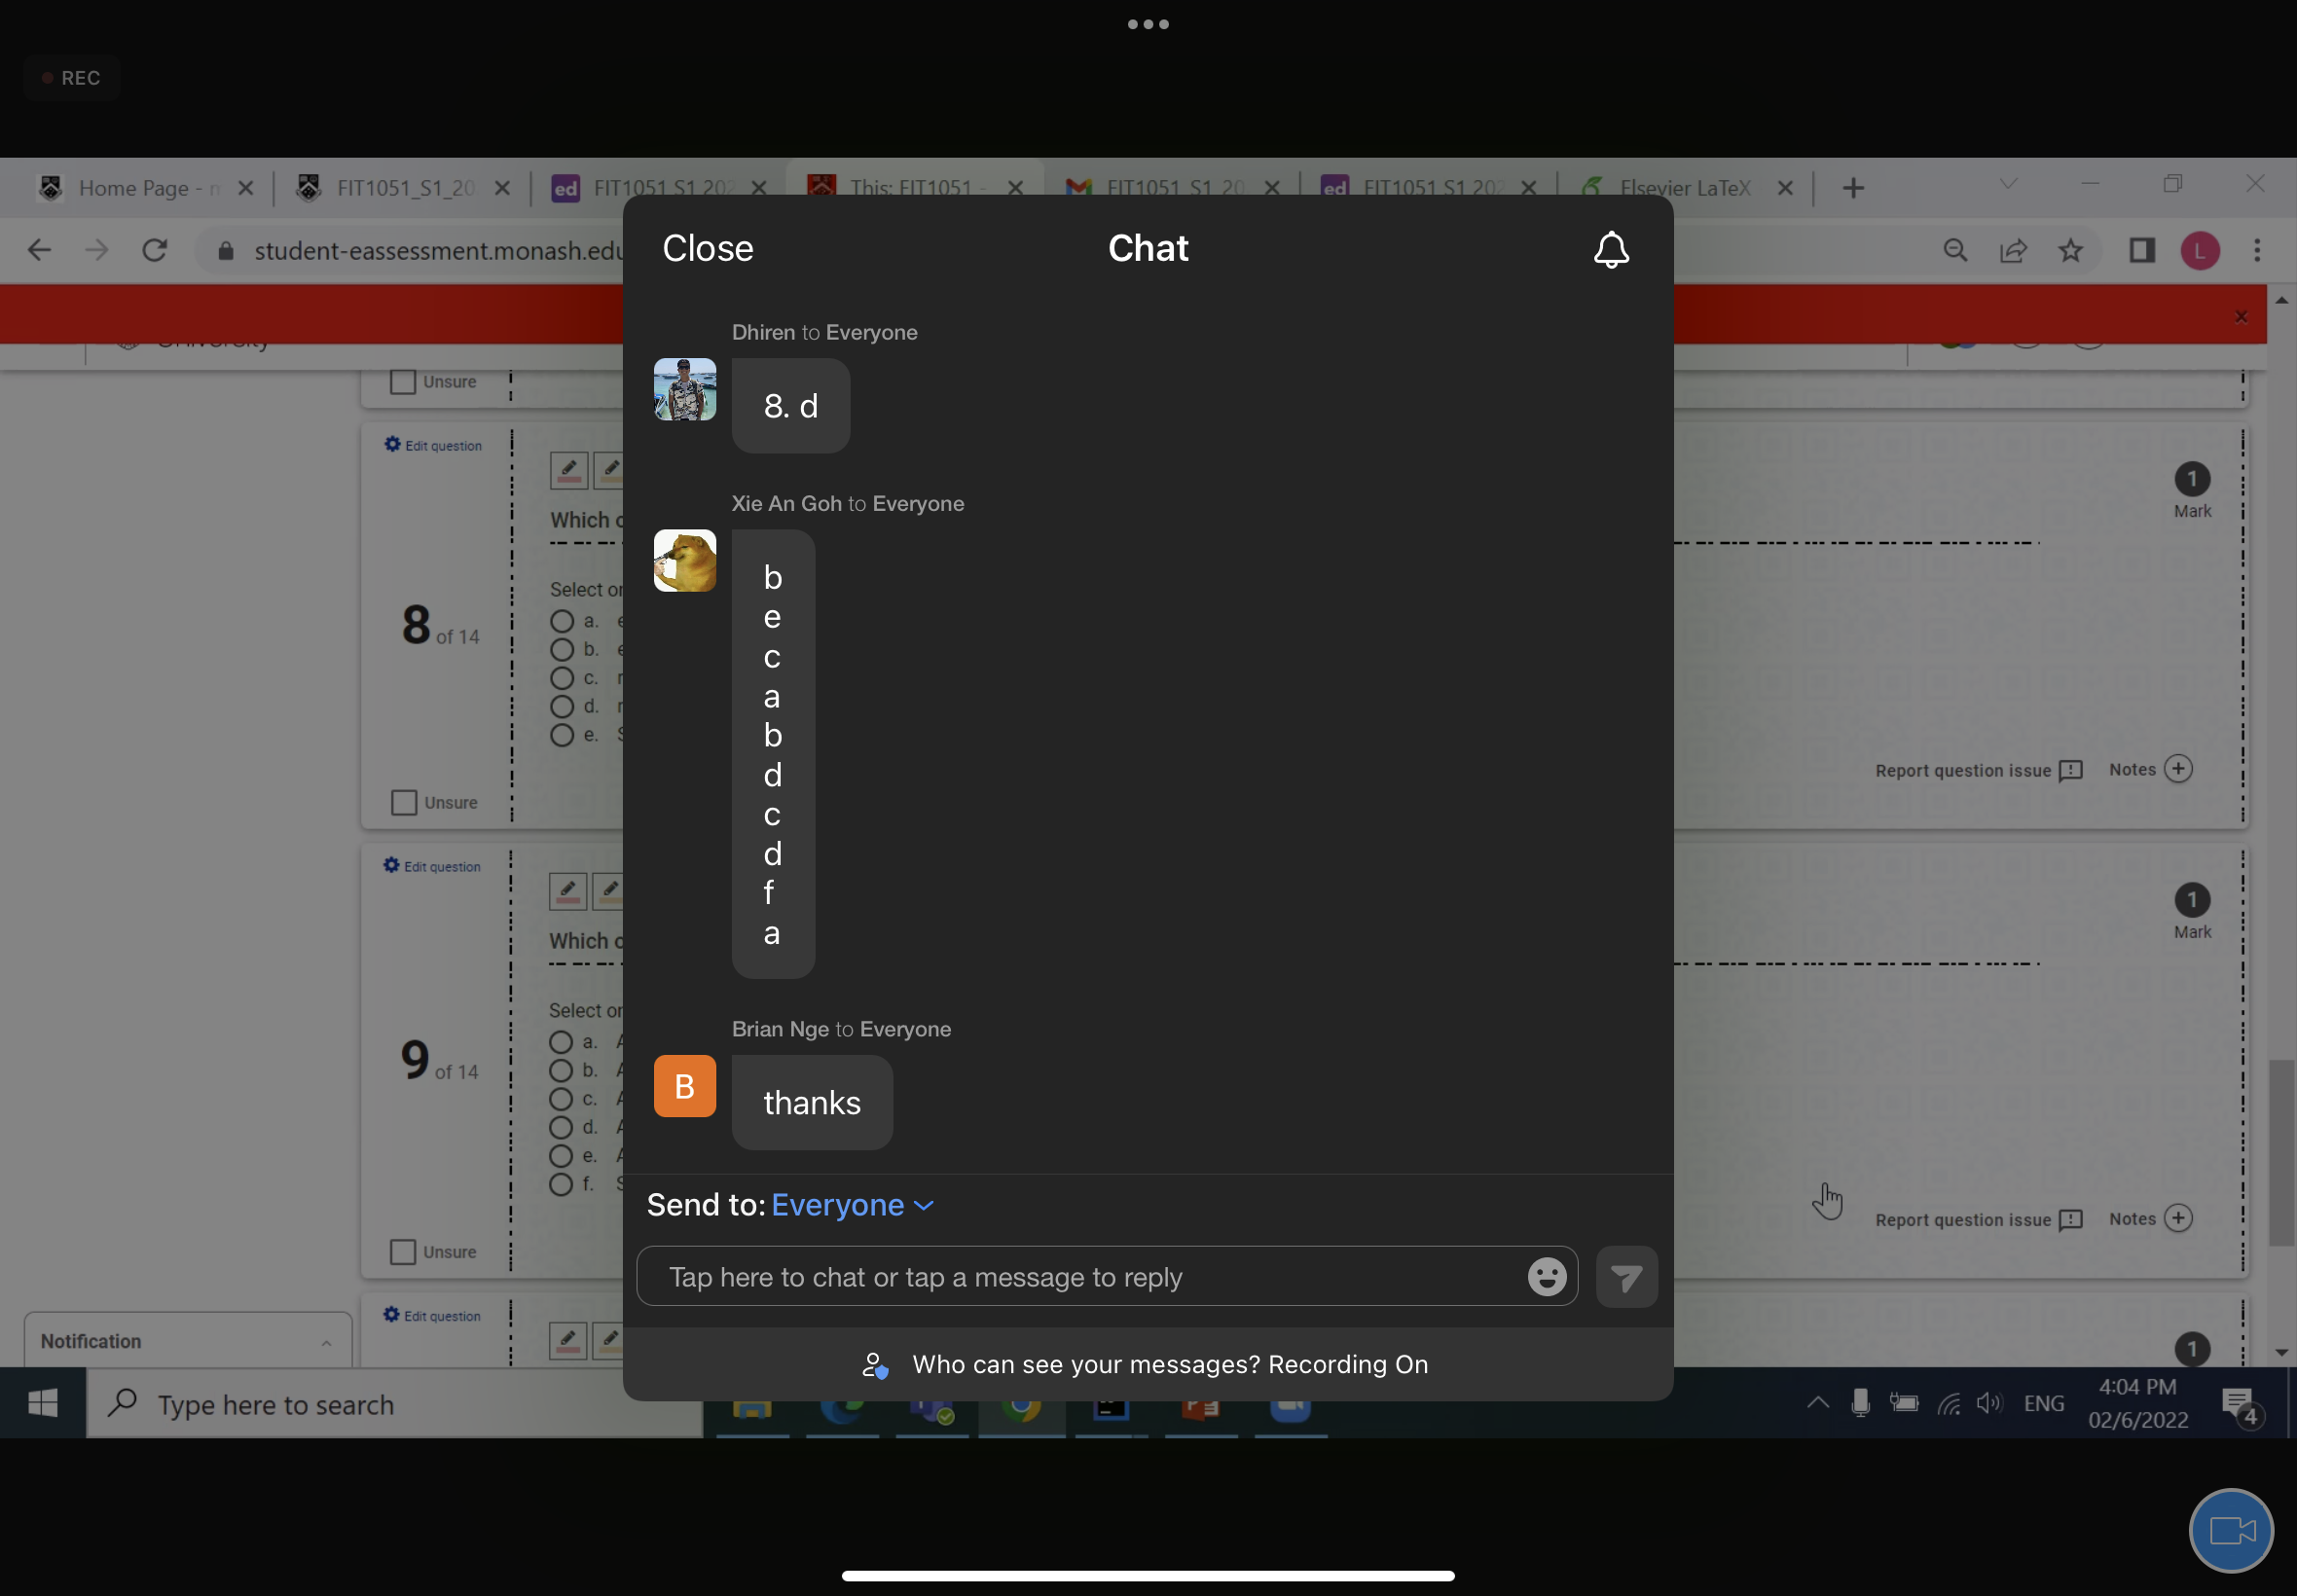 REC
Home Page - m
FIT1051_S1_20
ed
FIT1051 S1 202
This: FIT1051 -
FIT1051 S1 20
ed
FIT1051 S1 202
Elsevier LaTeX
student-eassessment.monash.edu
L
Close
Chat
Dhiren to Everyone
8. d
Xie An Goh to Everyone
b
e
c
a
b
d
c
d
f
a
Brian Nge to Everyone
B
thanks
Send to: Everyone
Tap here to chat or tap a message to reply
Who can see your messages? Recording On
University
Unsure
Edit question
Which
1
Mark
Select
8 of 14
a.
b.
c.
d.
e.
Report question issue
Notes
Unsure
Edit question
Which
1
Mark
Select
9 of 14
a.
b.
c.
d.
e.
f.
Report question issue
Notes
Unsure
Edit question
1
Notification
Type here to search
ENG
4:04 PM
02/6/2022
4